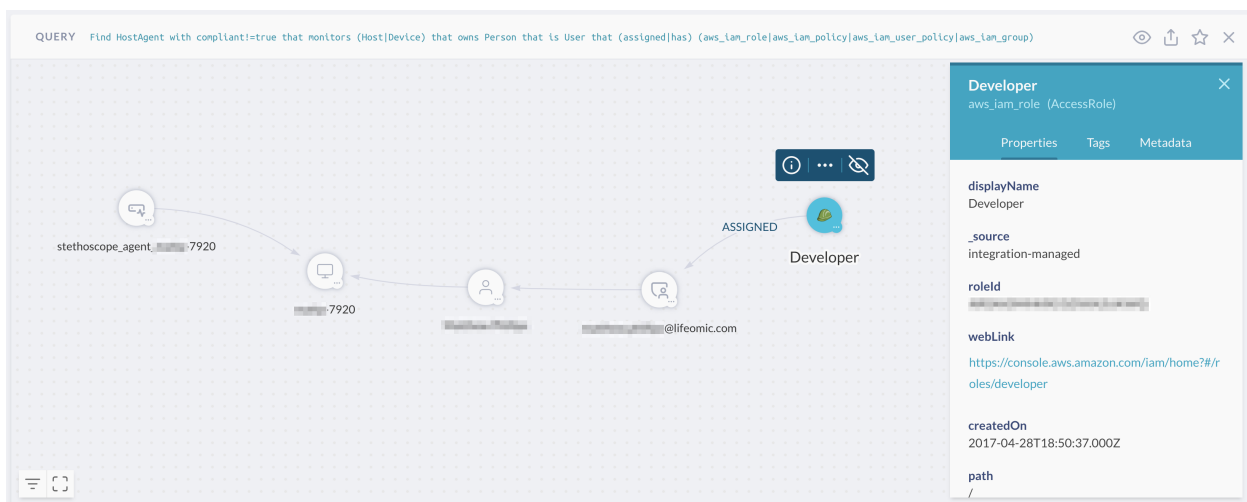 QUERY Find HostAgent with compliant!=true that monitors (Host|Device) that owns Person that is User that (assigned|has) (aws_iam_role|aws_iam_policy|aws_iam_user_policy|aws_iam_group)
Developer
aws_iam_role (AccessRole)
Properties Tags Metadata
ASSIGNED
Developer
stethoscope_agent_ -7920
-7920
@lifeomic.com
displayName
Developer
_source
integration-managed
roleId
webLink
https://console.aws.amazon.com/iam/home?#/r
oles/developer
createdOn
2017-04-28T18:50:37.000Z
path
/